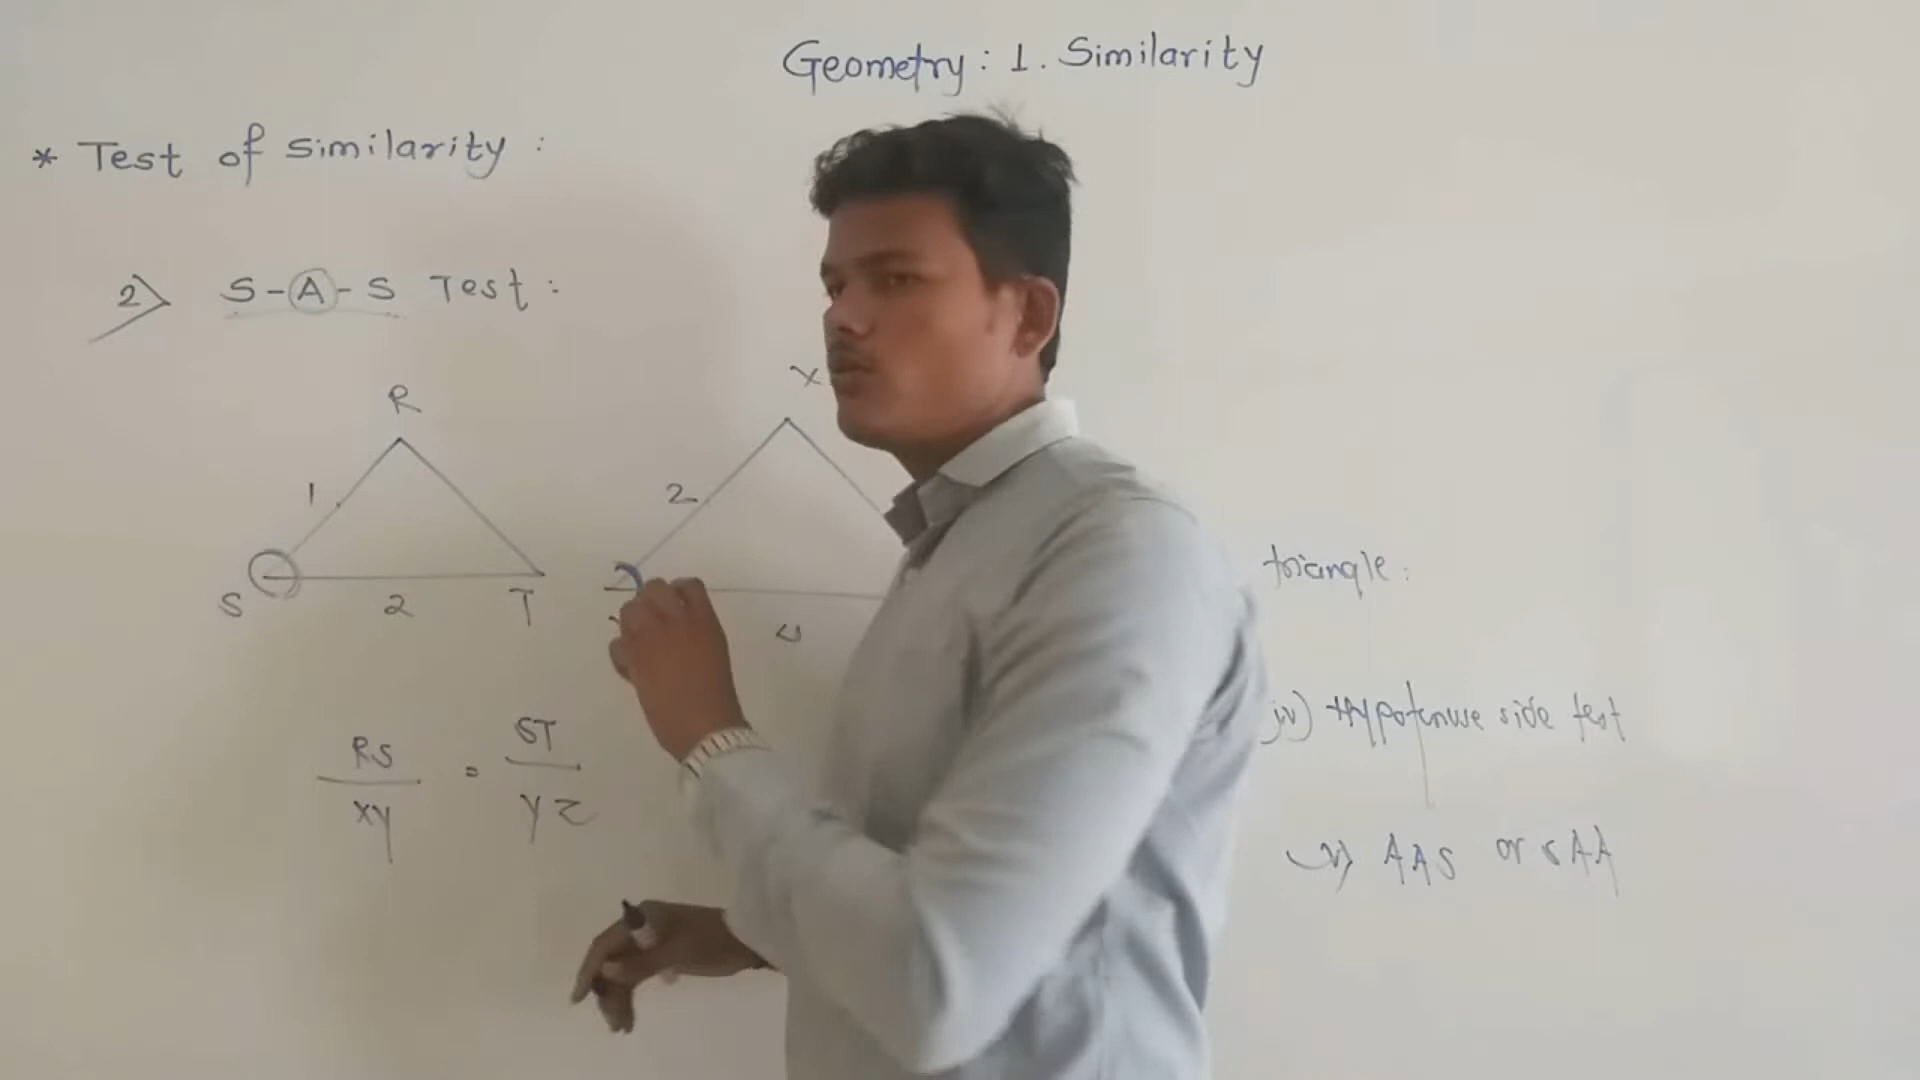 Geometry: 1. Similarity
* Test of similarity:
2) S-A-S Test:
R
X
1
2
S
2
T
RS = ST
XY YZ
triangle:
iv) Hypotenuse side test
v) AAS or SAA